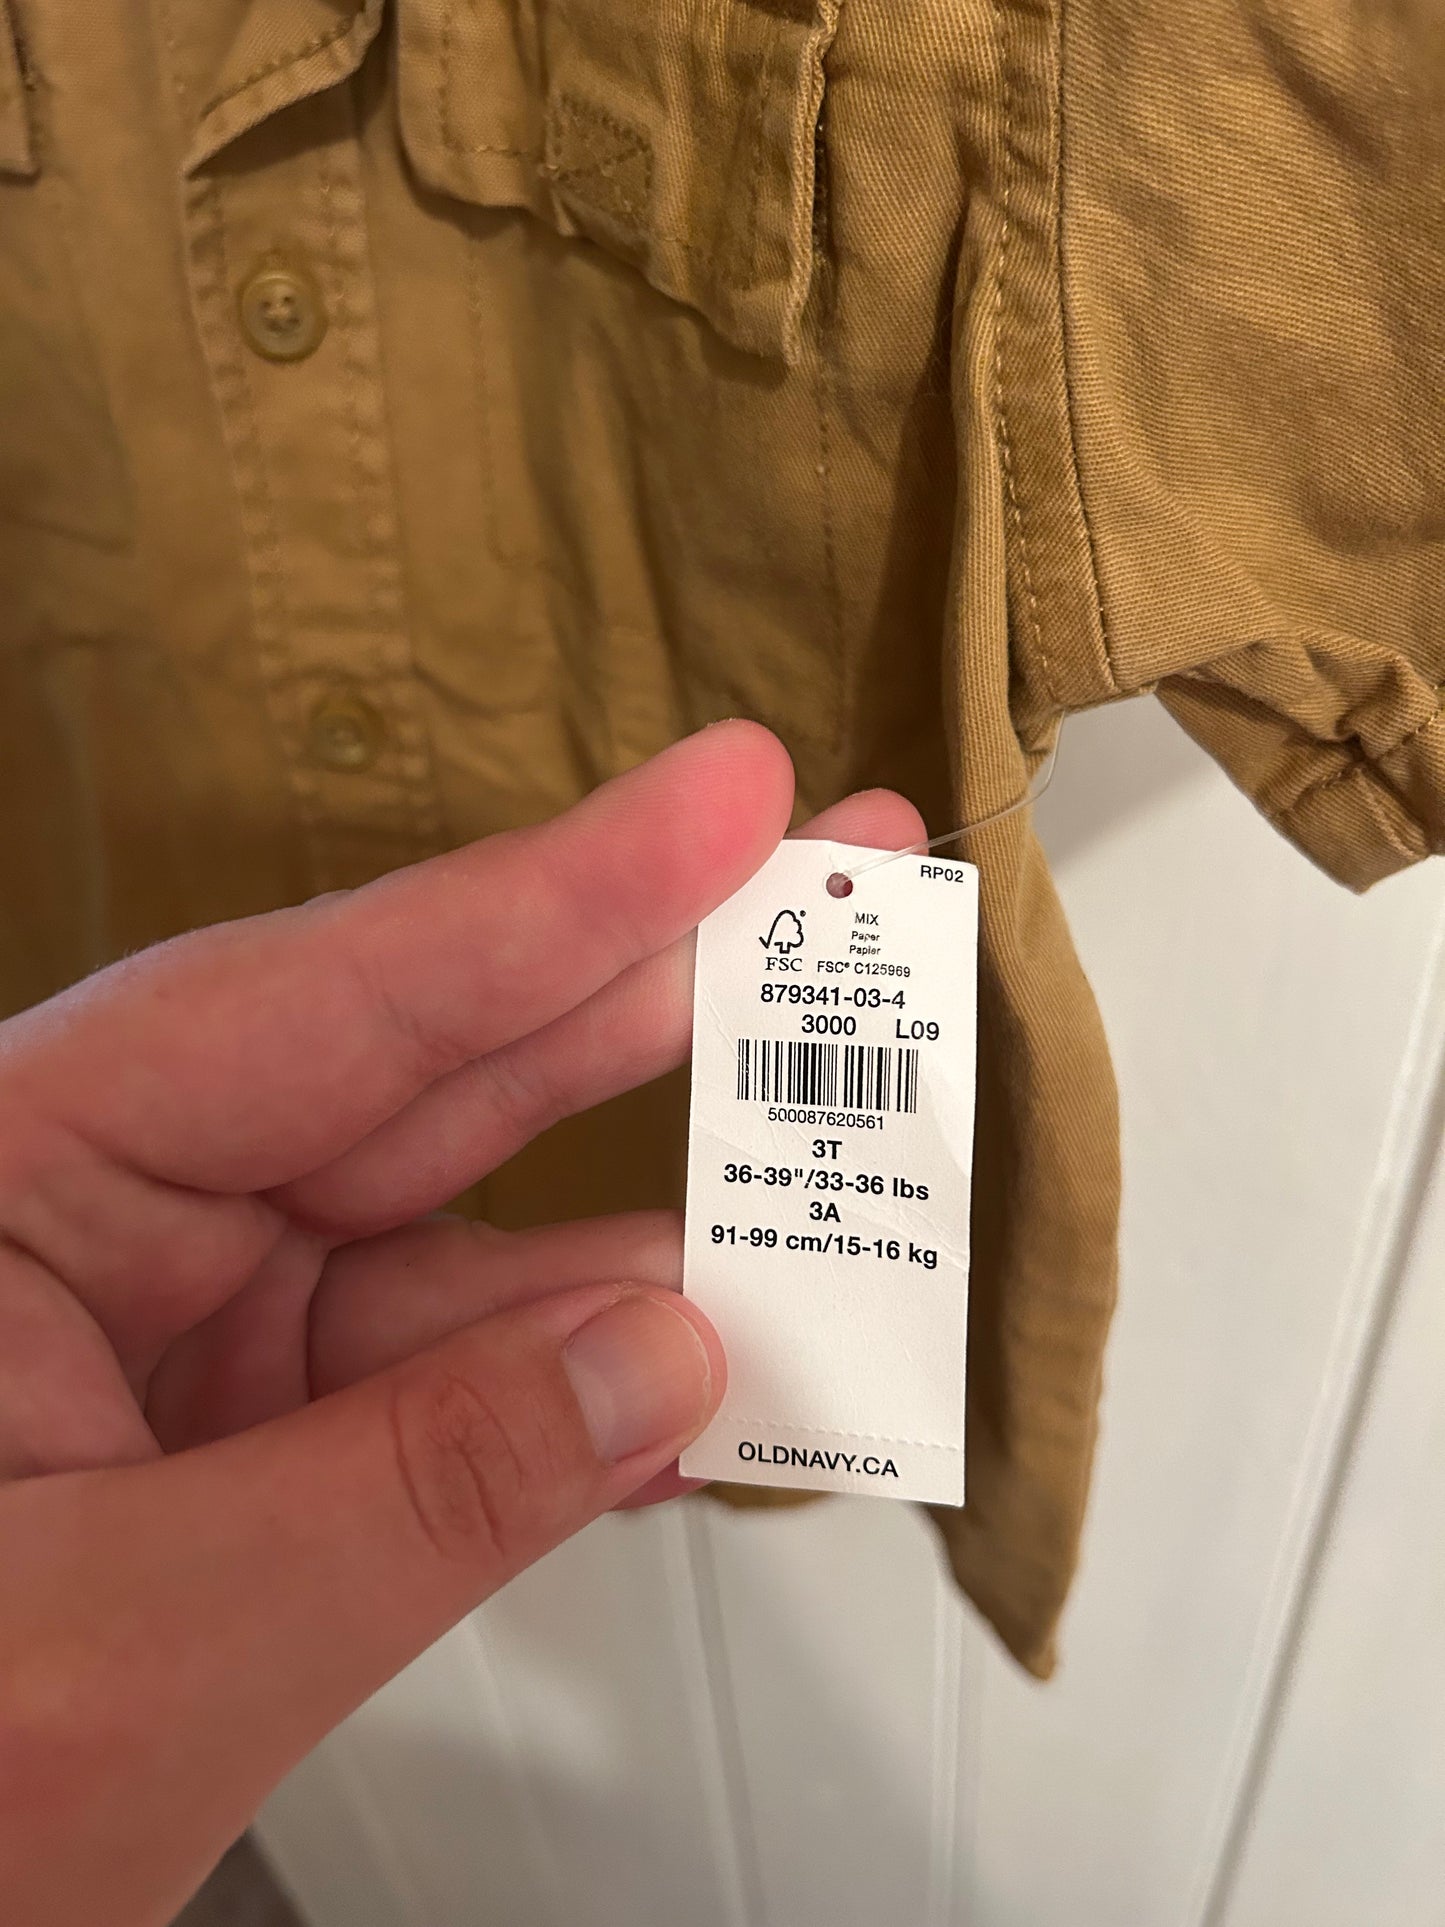 RP02
MIX
Paper
Papier
FSC FSC® C125969
879341-03-4
3000 L09
500087620561
3T
36-39"/33-36 lbs
3A
91-99 cm/15-16 kg
OLDNAVY.CA